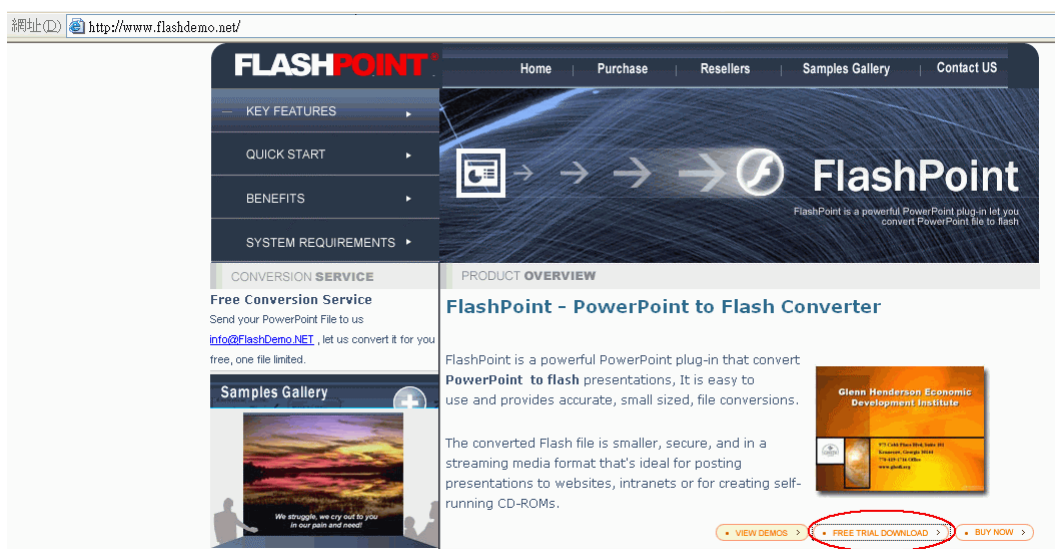 網址(D) http://www.flashdemo.net/
FLASHPOINT
Home | Purchase | Resellers | Samples Gallery | Contact US
KEY FEATURES
QUICK START
BENEFITS
SYSTEM REQUIREMENTS
FlashPoint
FlashPoint is a powerful PowerPoint plug-in let you
convert PowerPoint file to flash
CONVERSION SERVICE
Free Conversion Service
Send your PowerPoint File to us
info@FlashDemo.NET , let us convert it for you
free, one file limited.
Samples Gallery
We struggle, we cry out to you
in our pain and need!
PRODUCT OVERVIEW
FlashPoint - PowerPoint to Flash Converter
FlashPoint is a powerful PowerPoint plug-in that convert
PowerPoint to flash presentations, It is easy to
use and provides accurate, small sized, file conversions.
The converted Flash file is smaller, secure, and in a
streaming media format that's ideal for posting
presentations to websites, intranets or for creating self-
running CD-ROMs.
Glenn Henderson Economic
Development Institute
VIEW DEMOS
FREE TRIAL DOWNLOAD
BUY NOW